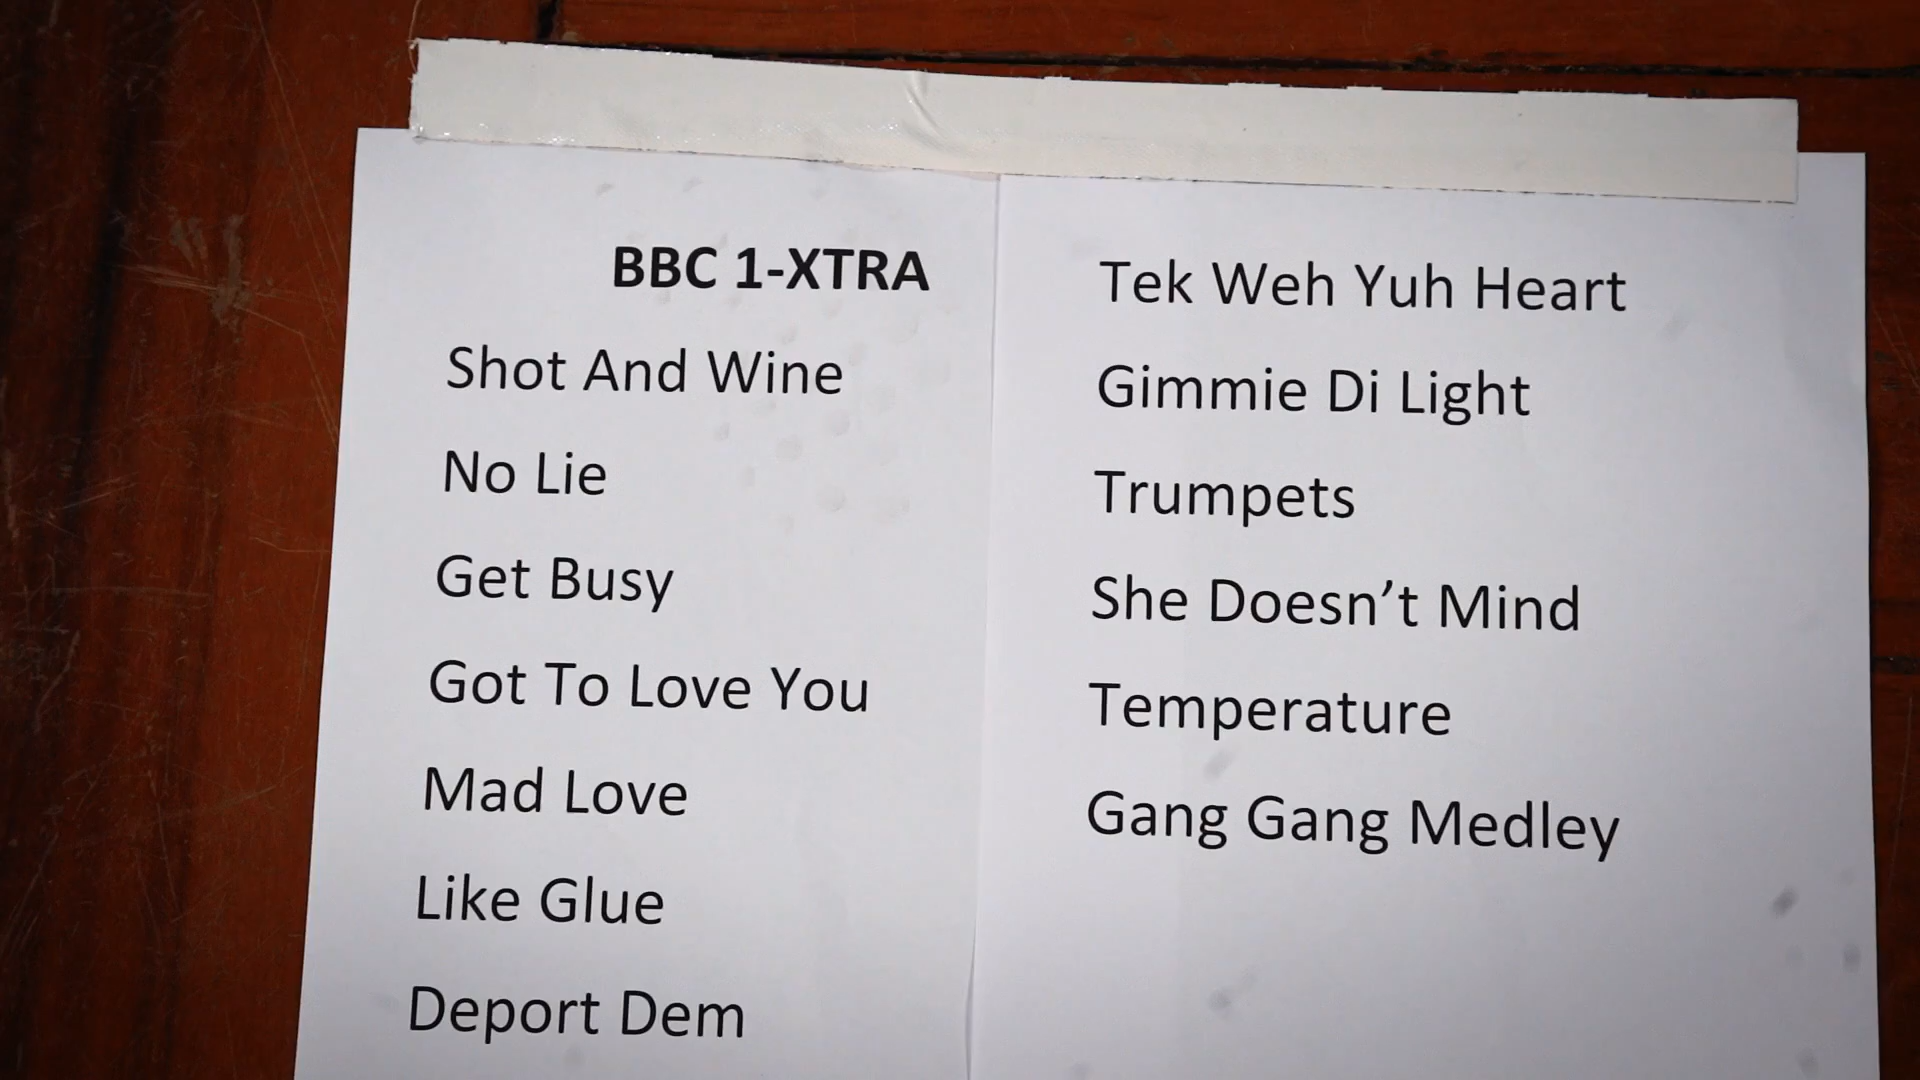 BBC 1-XTRA
Shot And Wine
No Lie
Get Busy
Got To Love You
Mad Love
Like Glue
Deport Dem
Tek Weh Yuh Heart
Gimmie Di Light
Trumpets
She Doesn’t Mind
Temperature
Gang Gang Medley